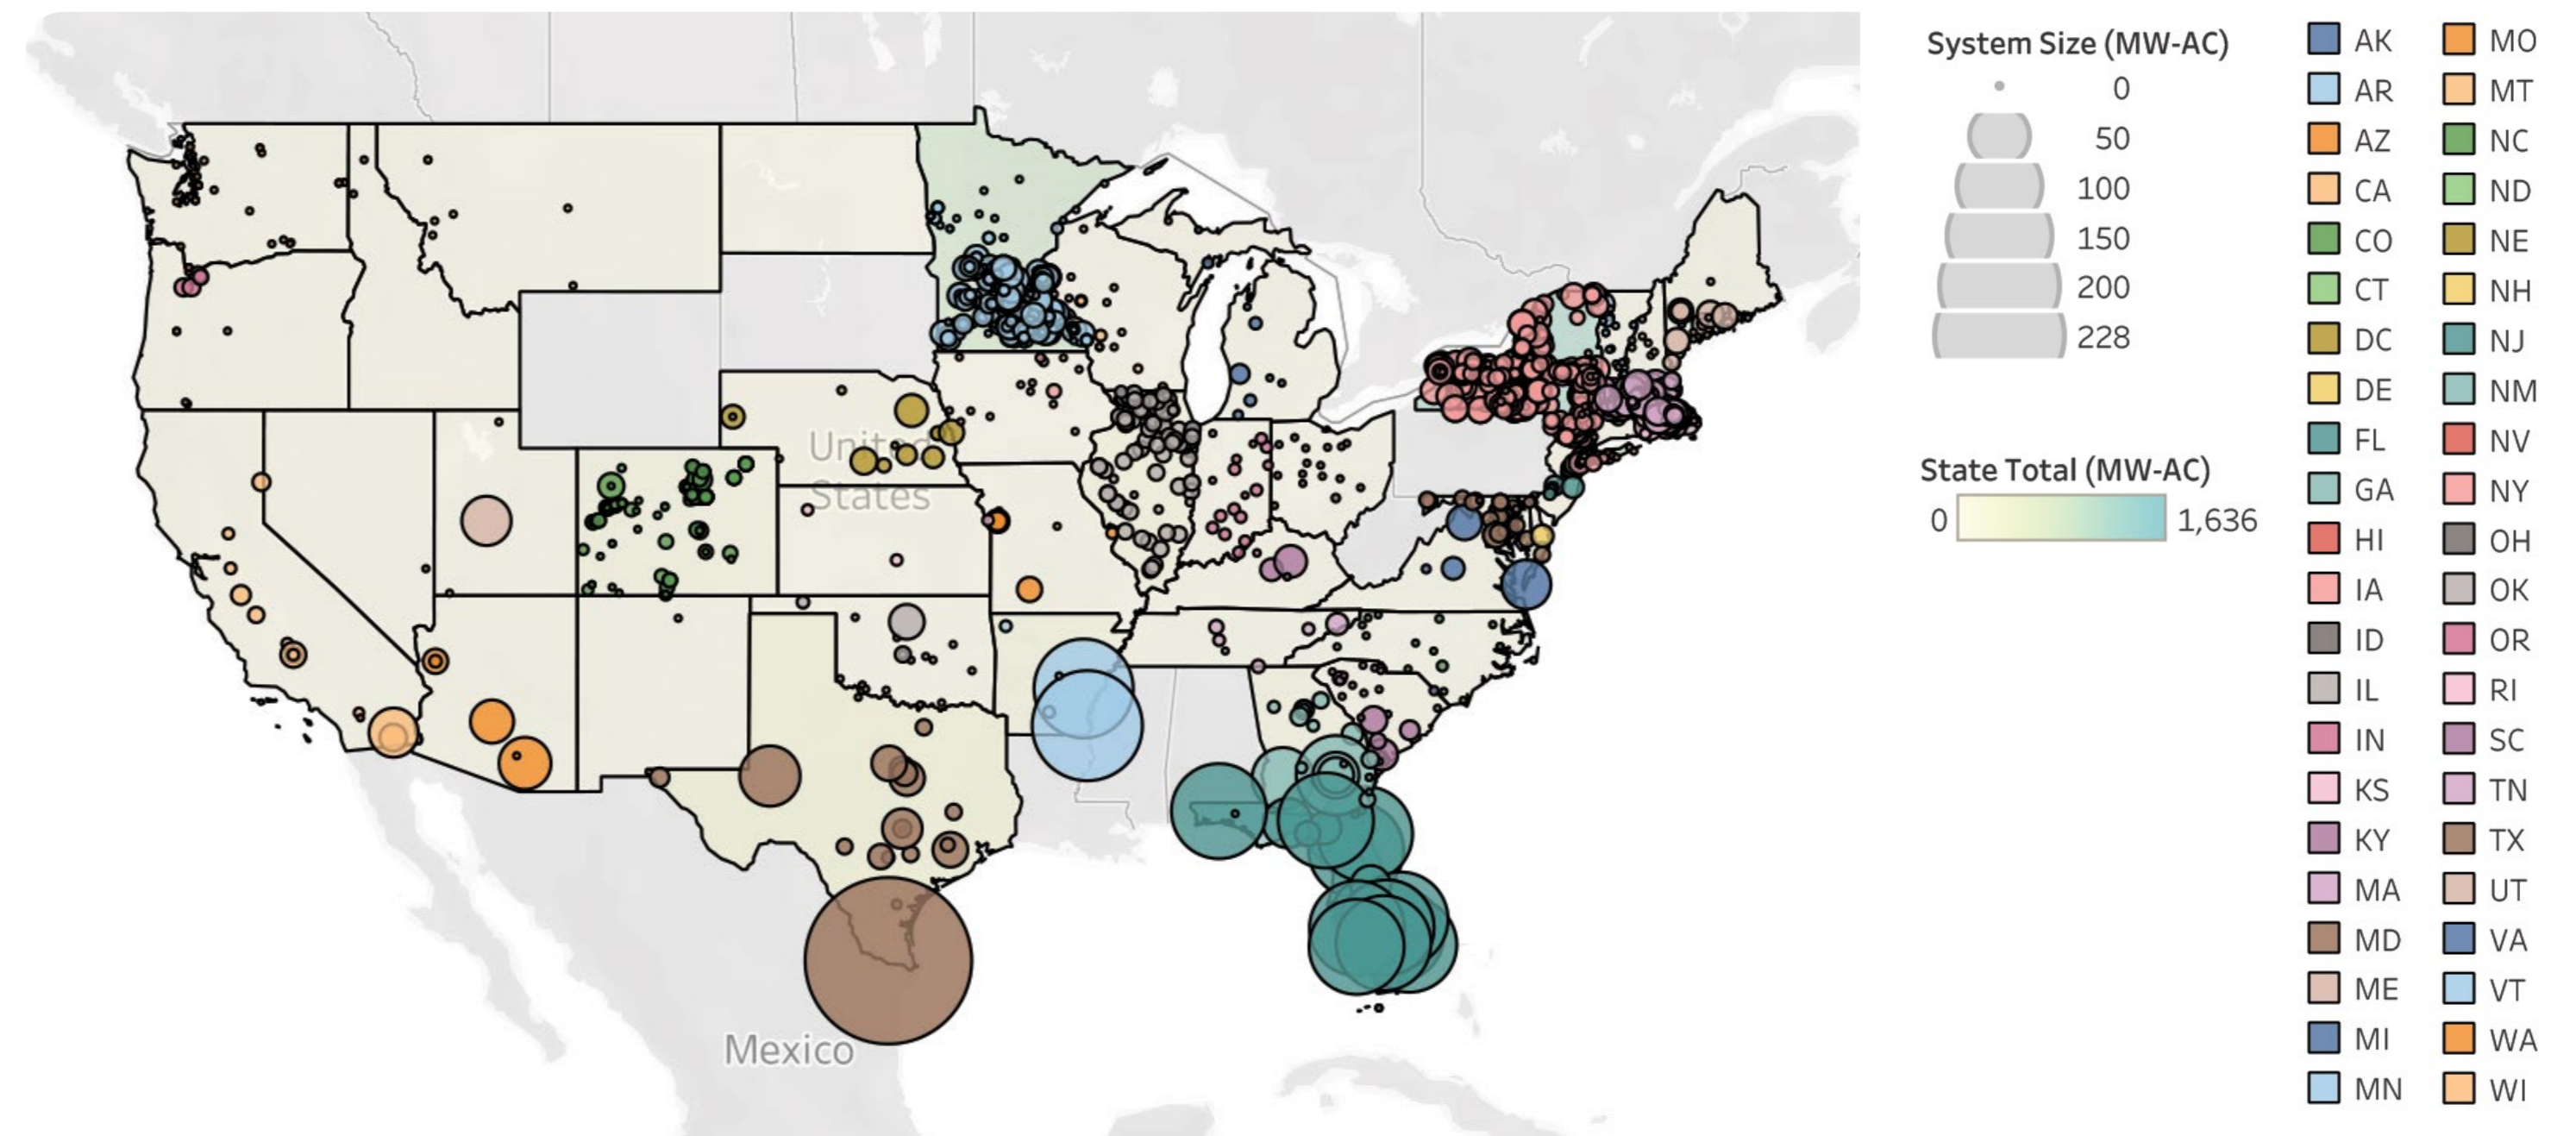 United
States
Mexico
System Size (MW-AC)
0
50
100
150
200
228
State Total (MW-AC)
0 1,636
AK MO
AR MT
AZ NC
CA ND
CO NE
CT NH
DC NJ
DE NM
FL NV
GA NY
HI OH
IA OK
ID OR
IL RI
IN SC
KS TN
KY TX
MA UT
MD VA
ME VT
MI WA
MN WI